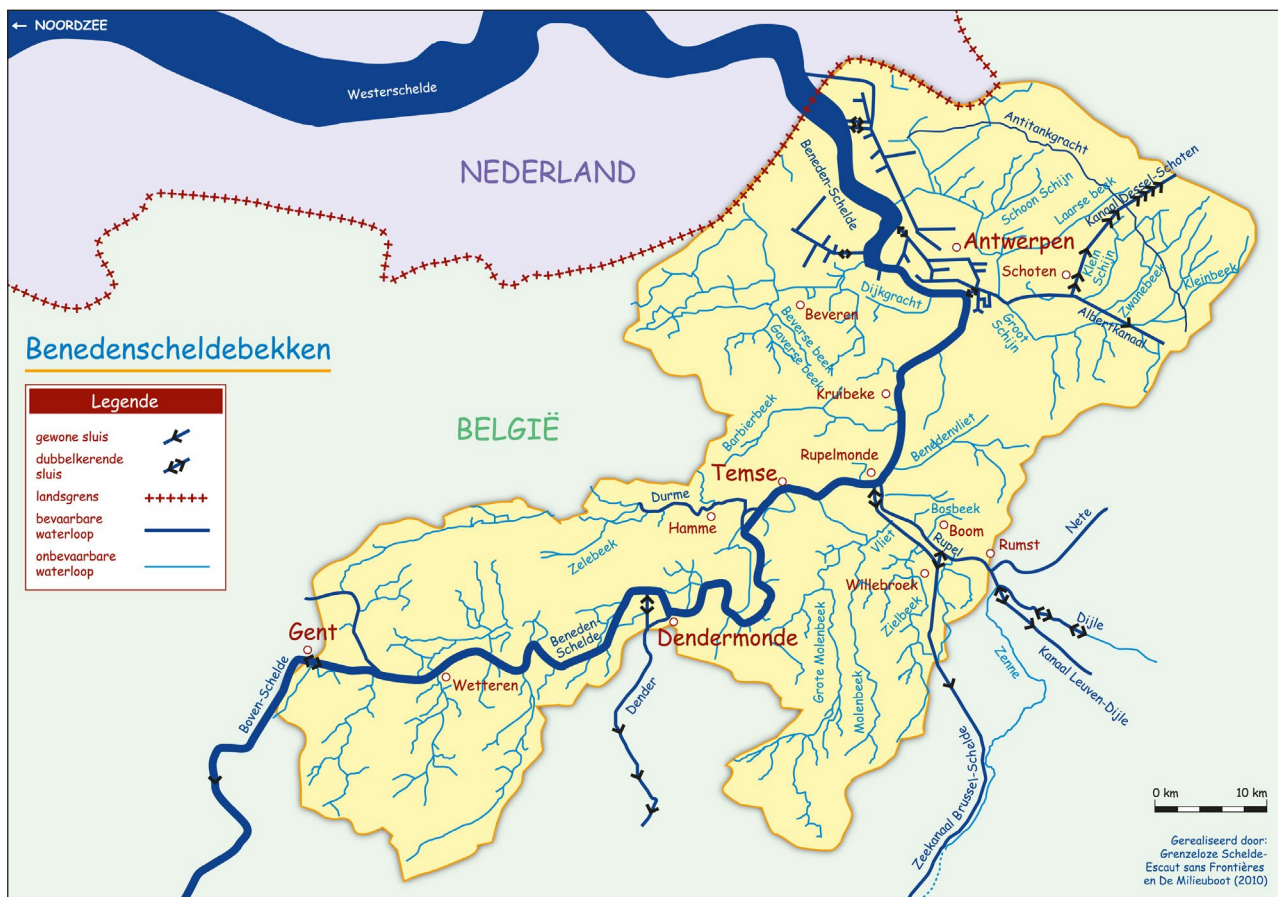 ← NOORDZEE
Westerschelde
NEDERLAND
Beneden-Schelde
Antitankgracht
Schoon Schijn
Laarse beek
Kanaal Dessel-Schoten
Antwerpen
Schoten
Klein
Schijn
Zwanebeek
Kleinbeek
Dijkgracht
Groot
Schijn
Albertkanaal
Beveren
Beverse beek
Gaverse beek
Benedenscheldebekken
Legende
gewone sluis
dubbelkerende
sluis
landsgrens
bevaarbare
waterloop
onbevaarbare
waterloop
BELGIË
Kruibeke
Barbierbeek
Benedenvliet
Rupelmonde
Temse
Durme
Hamme
Zelebeek
Bosbeek
Boom
Vliet
Rupel
Rumst
Nete
Willebroek
Zielbeek
Dijle
Kanaal Leuven-Dijle
Zenne
Grote Molenbeek
Molenbeek
Gent
Beneden-
Schelde
Dendermonde
Wetteren
Boven-Schelde
Dender
Zeekanaal Brussel-Schelde
0 km 10 km
Gerealiseerd door:
Grenzeloze Schelde-
Escaut sans Frontières
en De Milieuboot (2010)